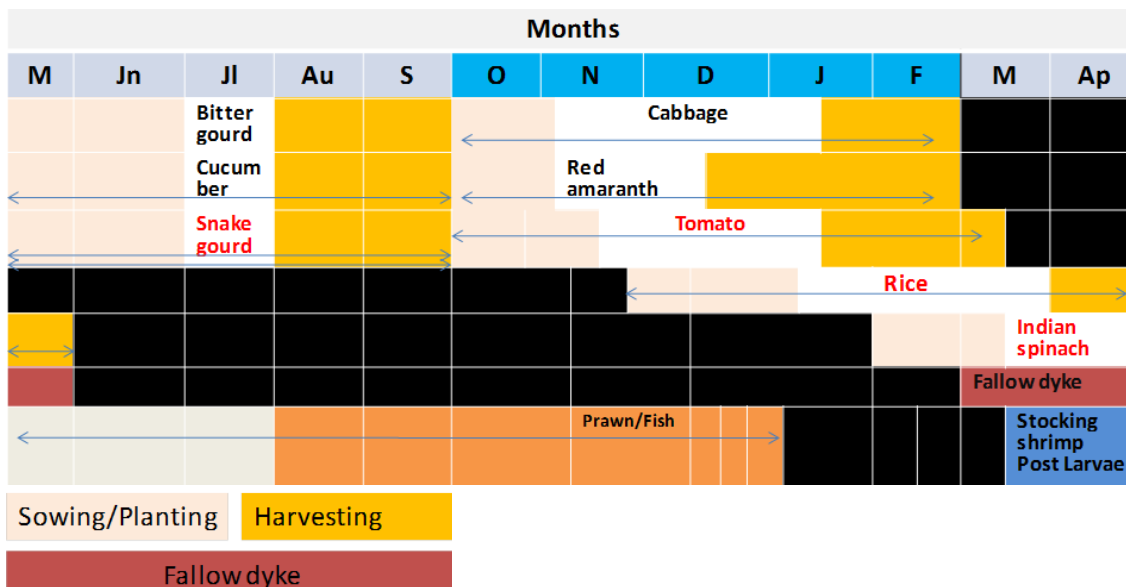 Months
M Jn Jl Au S O N D J F M Ap
Bitter
gourd
Cabbage
Cucum
ber
Red
amaranth
Snake
gourd
Tomato
Rice
Indian
spinach
Fallow dyke
Prawn/Fish
Stocking
shrimp
Post Larvae
Sowing/Planting
Harvesting
Fallow dyke